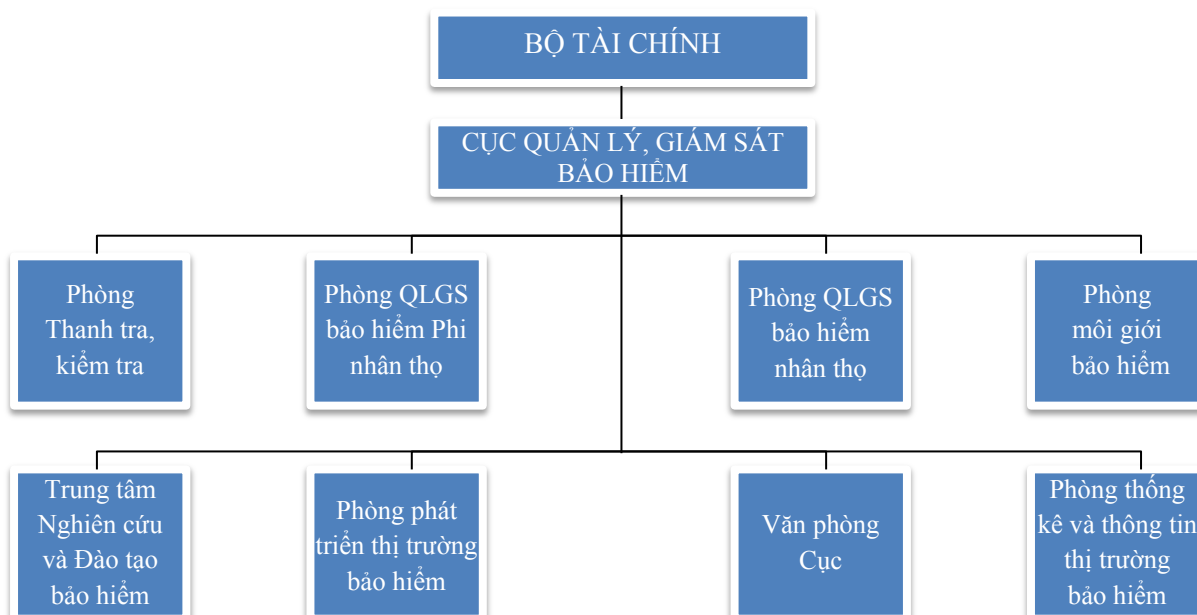 BỘ TÀI CHÍNH
CỤC QUẢN LÝ, GIÁM SÁT
BẢO HIỂM
Phòng
Thanh tra,
kiểm tra
Phòng QLGS
bảo hiểm Phi
nhân thọ
Phòng QLGS
bảo hiểm
nhân thọ
Phòng
môi giới
bảo hiểm
Trung tâm
Nghiên cứu
và Đào tạo
bảo hiểm
Phòng phát
triển thị trường
bảo hiểm
Văn phòng
Cục
Phòng thống
kê và thông tin
thị trường
bảo hiểm